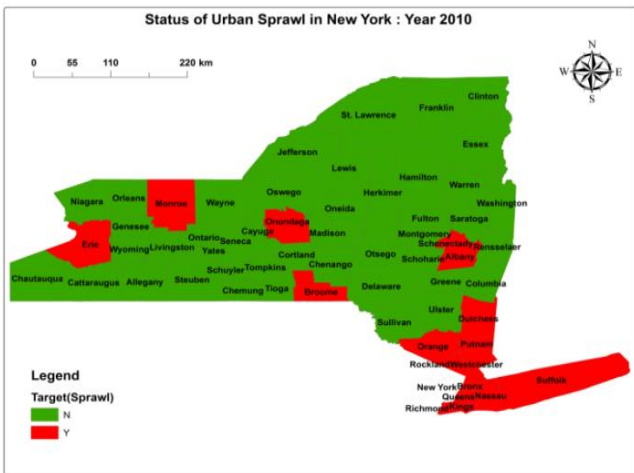 Status of Urban Sprawl in New York : Year 2010
0 55 110 220 km
N
W E
S
Clinton
Franklin
St. Lawrence
Essex
Jefferson
Lewis
Hamilton
Warren
Oswego
Herkimer
Niagara
Orleans
Monroe
Wayne
Oneida
Washington
Fulton
Saratoga
Onondaga
Genesee
Cayuga
Madison
Montgomery
Ontario
Seneca
Schenectady
Rensselaer
Erie
Wyoming
Livingston
Yates
Cortland
Otsego
Schoharie
Albany
Chenango
Schuyler
Tompkins
Chautauqua
Cattaraugus
Allegany
Steuben
Chemung
Tioga
Broome
Delaware
Greene
Columbia
Ulster
Dutchess
Sullivan
Orange
Putnam
Rockland
Westchester
Suffolk
New York
Bronx
Queens
Nassau
Richmond
Kings
Legend
Target(Sprawl)
N
Y